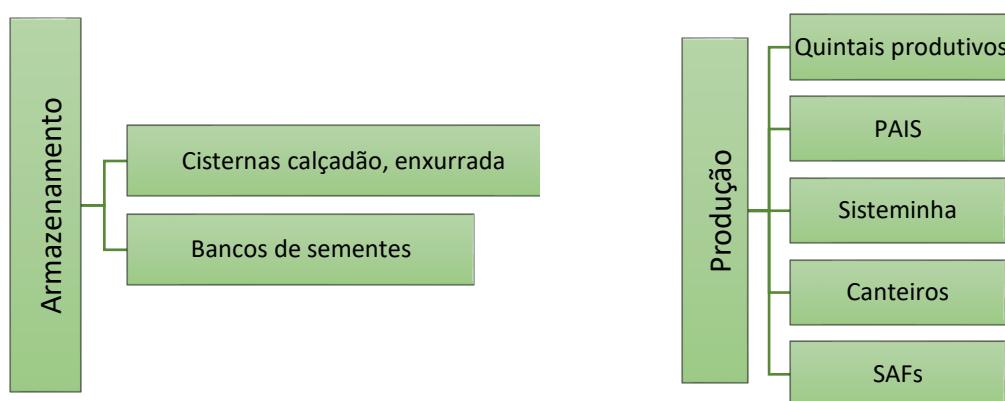 Armazenamento
Cisternas calçadão, enxurrada
Bancos de sementes
Produção
Quintais produtivos
PAIS
Sisteminha
Canteiros
SAFs